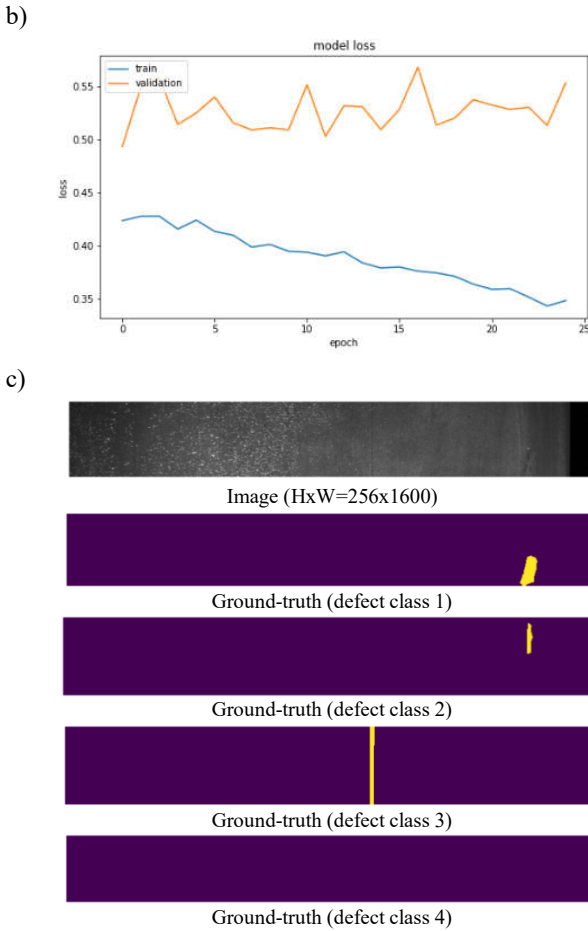 b)
model loss
train
validation
0.55
0.50
0.45
0.40
0.35
loss
0
5
10
15
20
25
epoch
c)
Image (HxW=256x1600)
Ground-truth (defect class 1)
Ground-truth (defect class 2)
Ground-truth (defect class 3)
Ground-truth (defect class 4)